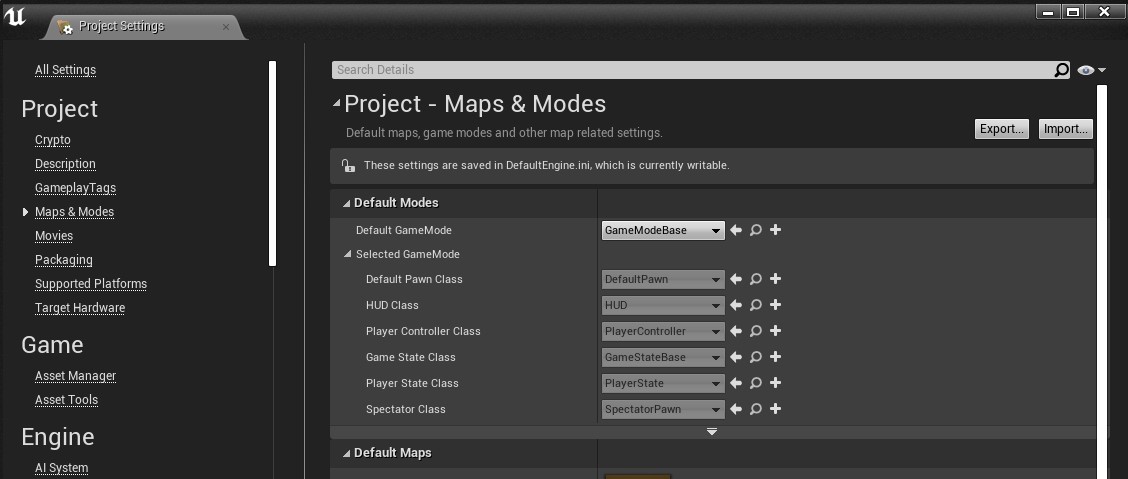 Project Settings
All Settings
Project
Crypto
Description
GameplayTags
Maps & Modes
Movies
Packaging
Supported Platforms
Target Hardware
Game
Asset Manager
Asset Tools
Engine
AI System
Search Details
Project - Maps & Modes
Default maps, game modes and other map related settings.
Export...
Import...
These settings are saved in DefaultEngine.ini, which is currently writable.
Default Modes
Default GameMode GameModeBase
Selected GameMode
Default Pawn Class DefaultPawn
HUD Class HUD
Player Controller Class PlayerController
Game State Class GameStateBase
Player State Class PlayerState
Spectator Class SpectatorPawn
Default Maps